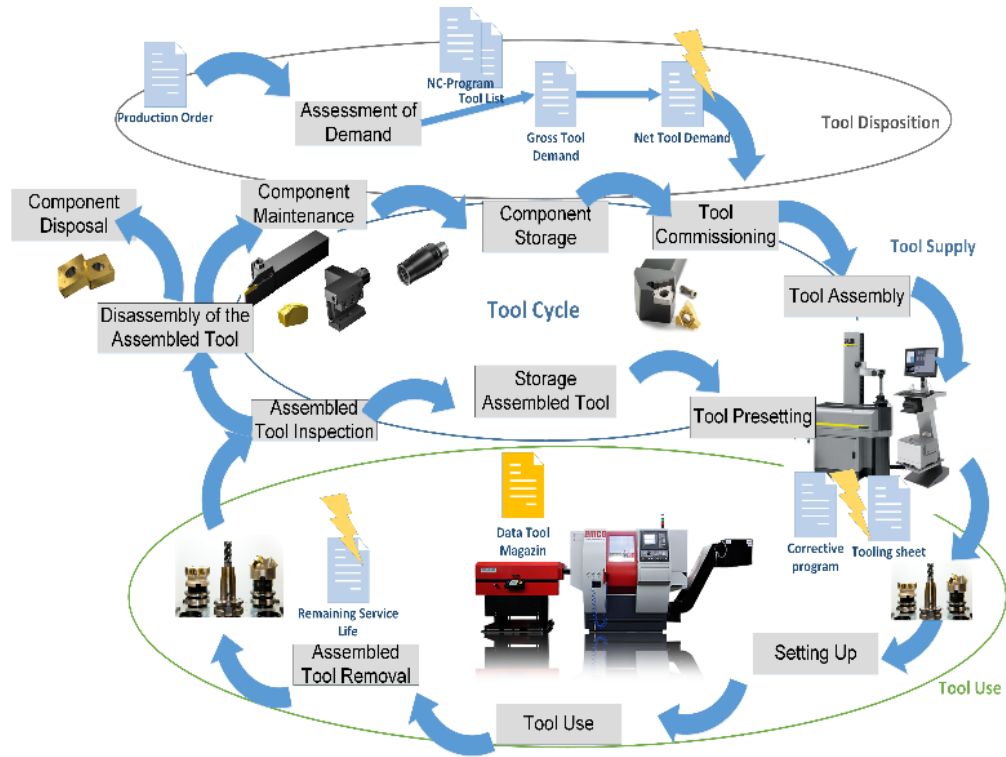 NC-Program
Tool List
Production Order
Assessment of
Demand
Gross Tool
Demand
Net Tool Demand
Tool Disposition
Component
Disposal
Component
Maintenance
Component
Storage
Tool
Commissioning
Tool Supply
Disassembly of the
Assembled Tool
Tool Cycle
Tool Assembly
Storage
Assembled Tool
Assembled
Tool Inspection
Tool Presetting
Data Tool
Magazin
EMCO
Corrective
program
Tooling sheet
Remaining Service
Life
Assembled
Tool Removal
Setting Up
Tool Use
Tool Use